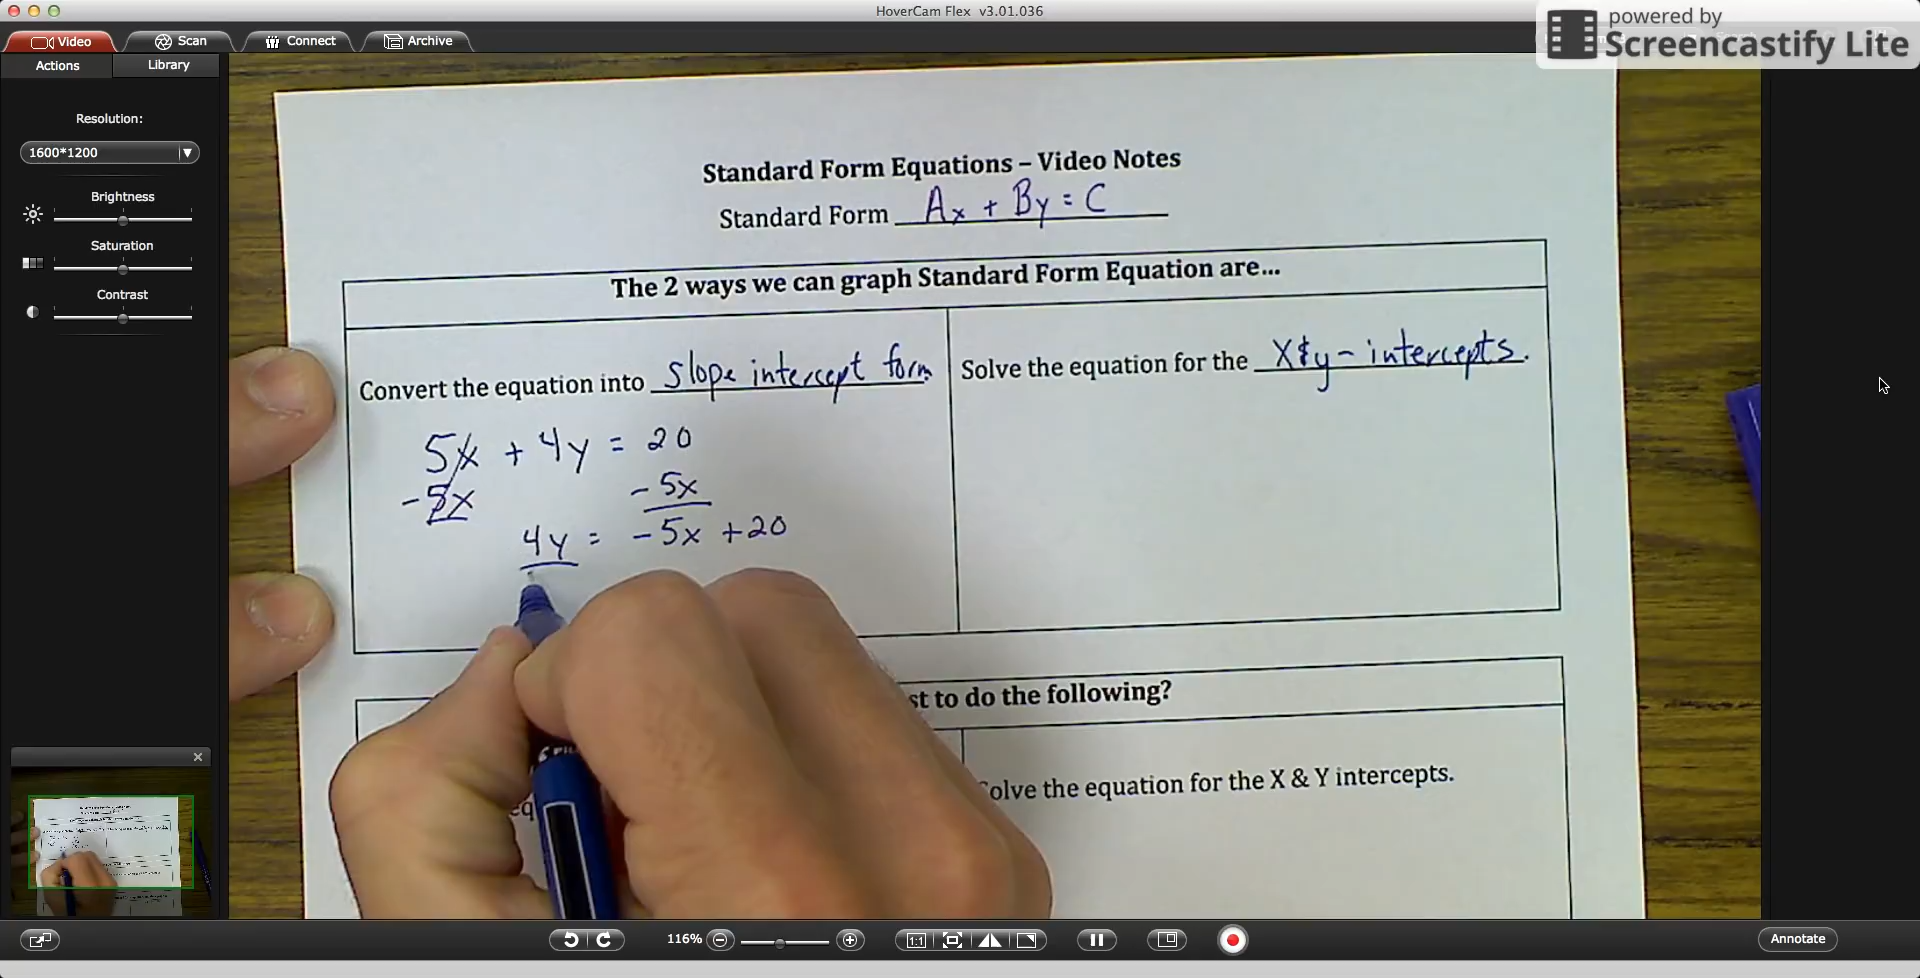 HoverCam Flex v3.01.036
powered by
Screencastify Lite
Video
Scan
Connect
Archive
Actions
Library
Resolution:
1600*1200
Brightness
Saturation
Contrast
Standard Form Equations – Video Notes
Standard Form Ax + By = C
The 2 ways we can graph Standard Form Equation are...
Convert the equation into slope intercept form
5x + 4y = 20
-5x -5x
4y = -5x +20
Solve the equation for the X & y - intercepts.
st to do the following?
eq
olve the equation for the X & Y intercepts.
116%
1:1
Annotate